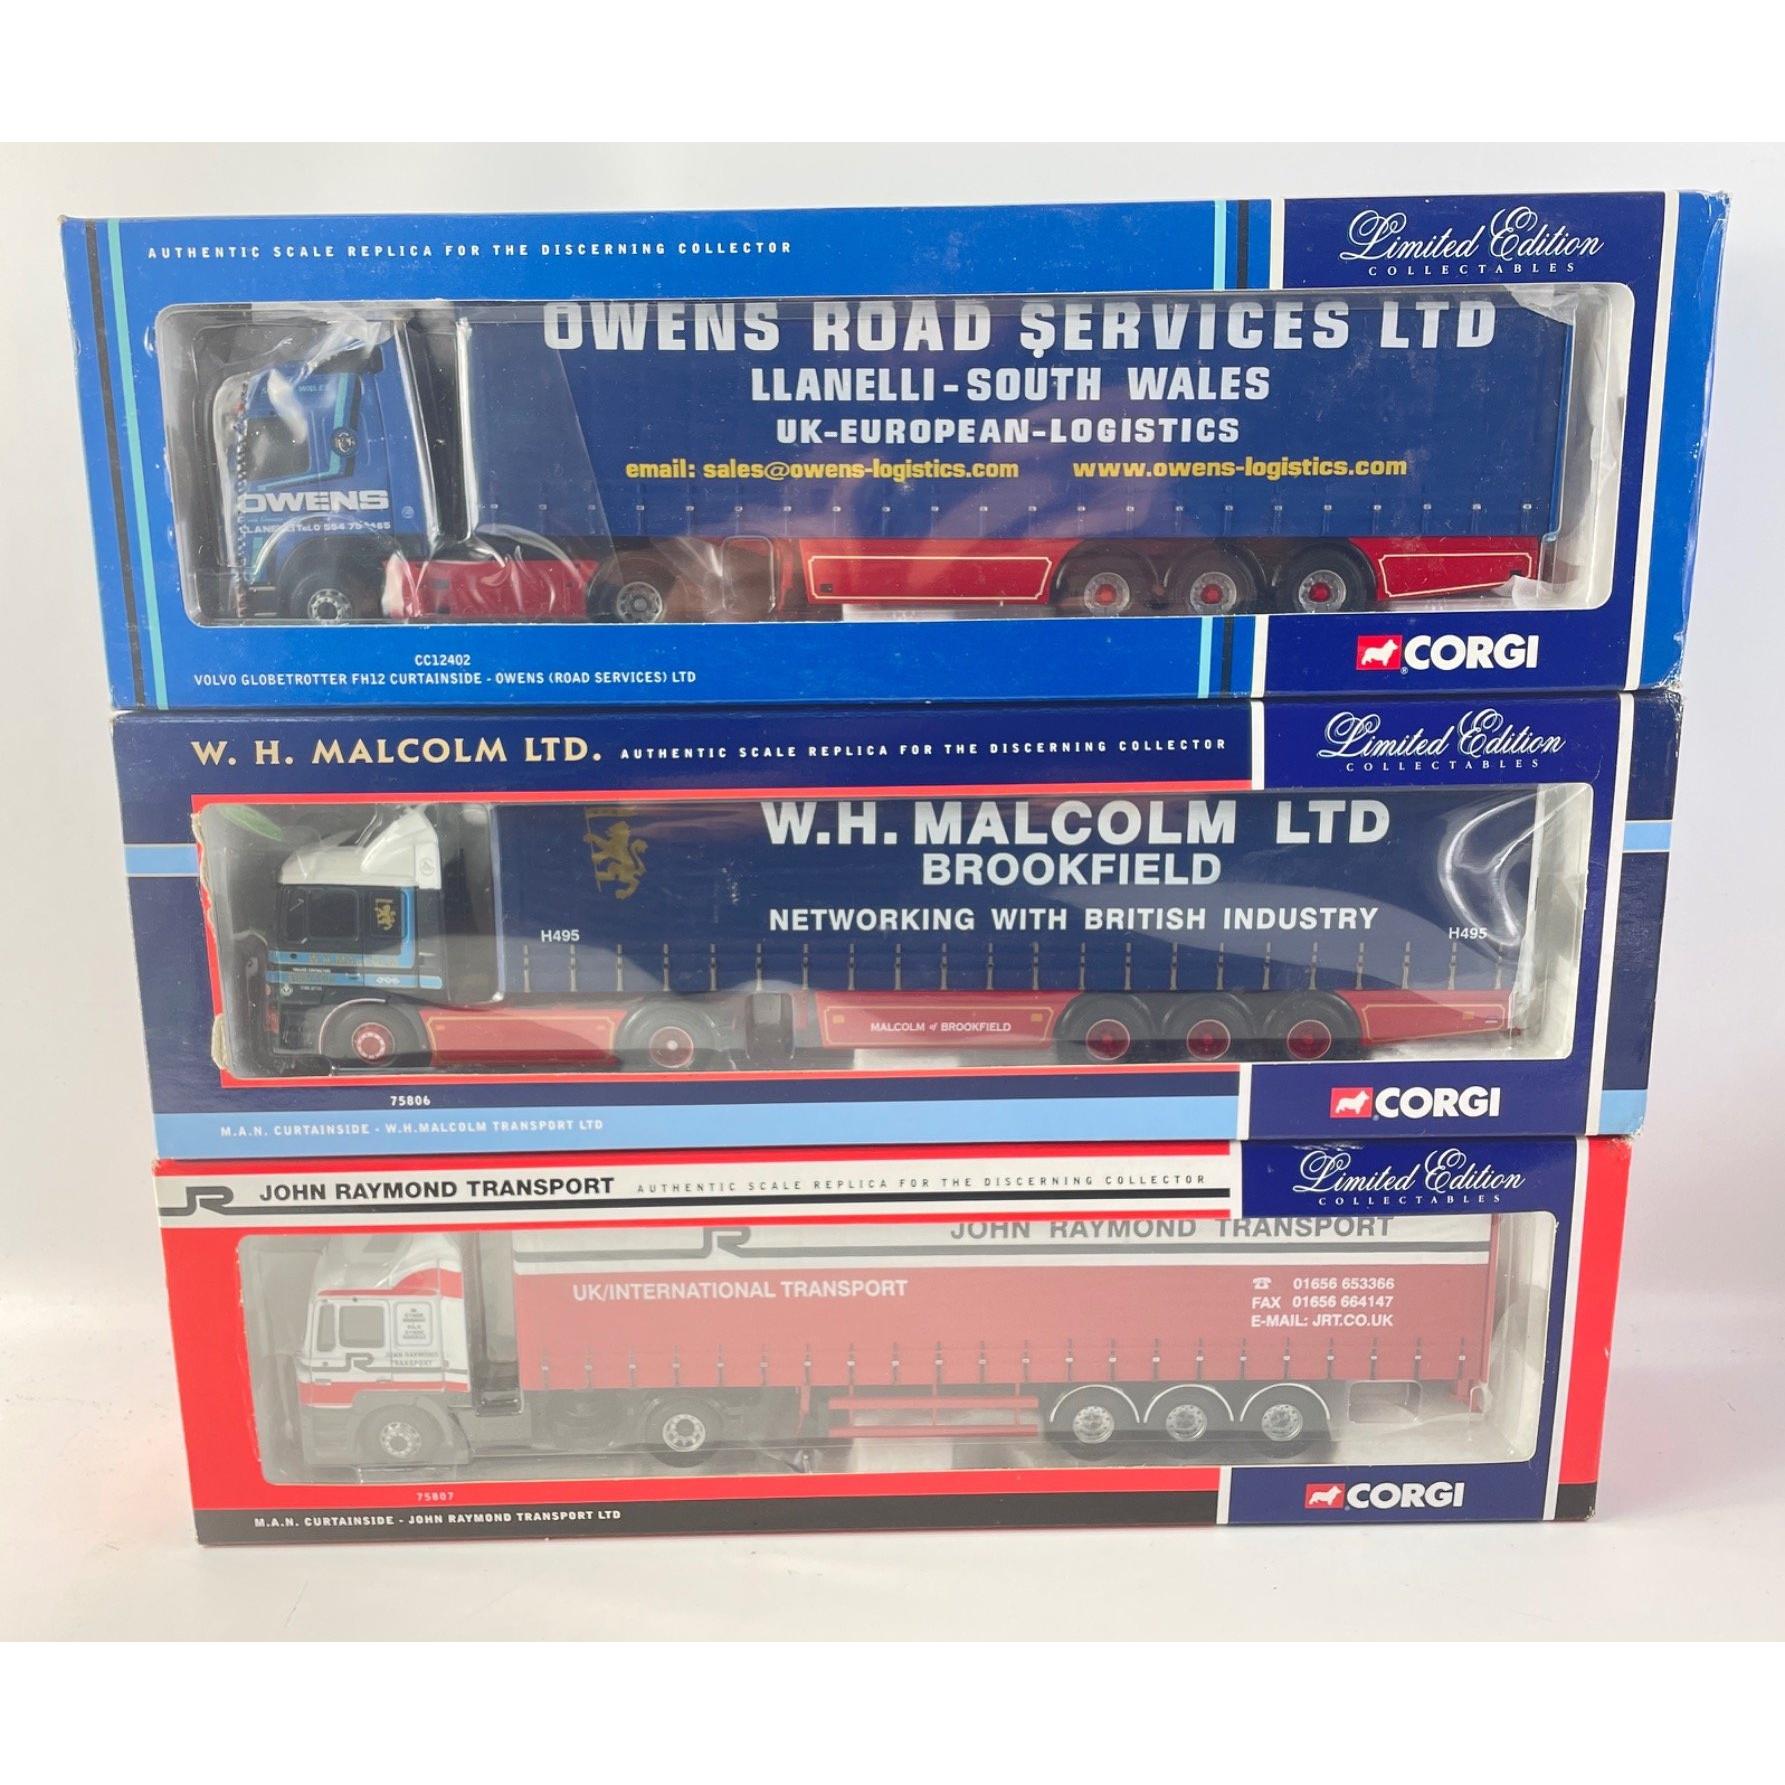 AUTHENTIC SCALE REPLICA FOR THE DISCERNING COLLECTOR
Limited Edition
COLLECTABLES
OWENS ROAD SERVICES LTD
LLANELLI-SOUTH WALES
UK-EUROPEAN-LOGISTICS
email: sales@owens-logistics.com www.owens-logistics.com
OWENS
CC12402
VOLVO GLOBETROTTER FH12 CURTAINSIDE - OWENS (ROAD SERVICES) LTD
CORGI
W. H. MALCOLM LTD. AUTHENTIC SCALE REPLICA FOR THE DISCERNING COLLECTOR
Limited Edition
COLLECTABLES
W.H. MALCOLM LTD
BROOKFIELD
NETWORKING WITH BRITISH INDUSTRY
H495 H495
MALCOLM of BROOKFIELD
75806
M.A.N. CURTAINSIDE - W.H.MALCOLM TRANSPORT LTD
CORGI
JR JOHN RAYMOND TRANSPORT AUTHENTIC SCALE REPLICA FOR THE DISCERNING COLLECTOR
Limited Edition
COLLECTABLES
JR JOHN RAYMOND TRANSPORT
UK/INTERNATIONAL TRANSPORT
☎ 01656 653366
FAX 01656 664147
E-MAIL: JRT.CO.UK
JR JOHN RAYMOND
TRANSPORT
75807
M.A.N. CURTAINSIDE - JOHN RAYMOND TRANSPORT LTD
CORGI